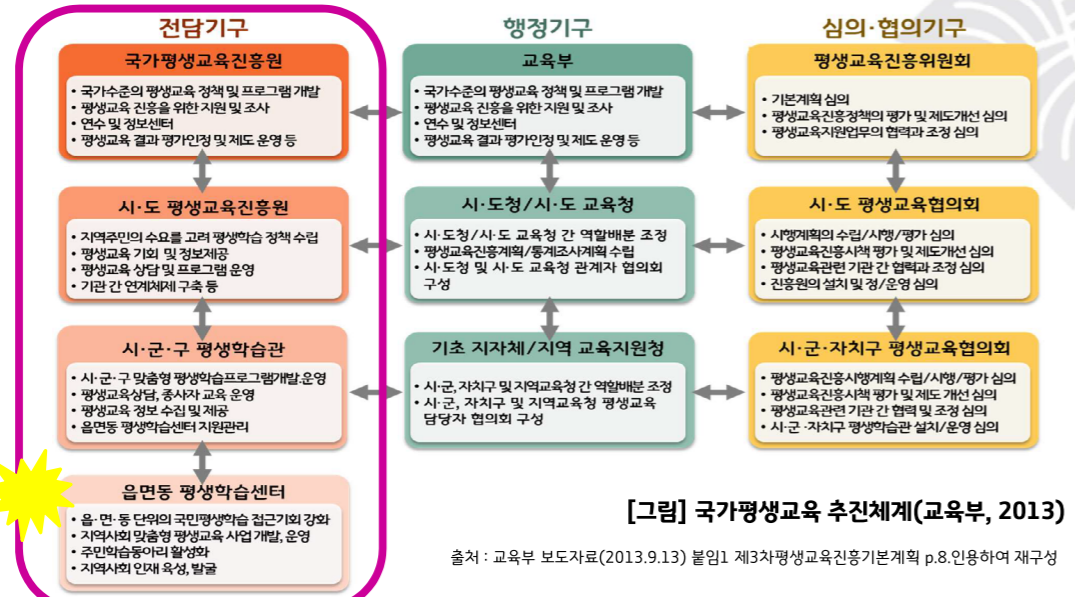 전담기구
국가평생교육진흥원
• 국가수준의 평생교육 정책 및 프로그램 개발
• 평생교육 진흥을 위한 지원 및 조사
• 연수 및 정보센터
• 평생교육 결과 평가인정 및 제도 운영 등
시·도 평생교육진흥원
• 지역주민의 수요를 고려 평생학습 정책 수립
• 평생교육 기회 및 정보제공
• 평생교육 상담 및 프로그램 운영
• 기관 간 연계체제 구축 등
시·군·구 평생학습관
• 시·군·구 맞춤형 평생학습프로그램개발.운영
• 평생교육상담, 종사자 교육 운영
• 평생교육 정보 수집 및 제공
• 읍면동 평생학습센터 지원관리
읍면동 평생학습센터
• 읍·면·동 단위의 국민평생학습 접근기회 강화
• 지역사회 맞춤형 평생교육 사업 개발, 운영
• 주민학습동아리 활성화
• 지역사회 인재 육성, 발굴
행정기구
교육부
• 국가수준의 평생교육 정책 및 프로그램 개발
• 평생교육 진흥을 위한 지원 및 조사
• 연수 및 정보센터
• 평생교육 결과 평가인정 및 제도 운영 등
시·도청/시·도 교육청
• 시·도청/시·도 교육청 간 역할배분 조정
• 평생교육진흥계획/통계조사계획 수립
• 시·도청 및 시·도 교육청 관계자 협의회
구성
기초 지자체/지역 교육지원청
• 시·군, 자치구 및 지역교육청간 역할배분 조정
• 시·군, 자치구 및 지역교육청 평생교육
담당자 협의회 구성
심의·협의기구
평생교육진흥위원회
• 기본계획 심의
• 평생교육진흥정책의 평가 및 제도개선 심의
• 평생교육지원업무의 협력과 조정 심의
시·도 평생교육협의회
• 시행계획의 수립/시행/평가 심의
• 평생교육진흥시책 평가 및 제도개선 심의
• 평생교육관련 기관 간 협력과 조정 심의
• 진흥원의 설치 및 정/운영 심의
시·군·자치구 평생교육협의회
• 평생교육진흥시행계획 수립/시행/평가 심의
• 평생교육진흥시책 평가 및 제도 개선 심의
• 평생교육관련 기관 간 협력 및 조정 심의
• 시·군·자치구 평생학습관 설치/운영 심의
[그림] 국가평생교육 추진체계(교육부, 2013)
출처 : 교육부 보도자료(2013.9.13) 붙임1 제3차평생교육진흥기본계획 p.8.인용하여 재구성